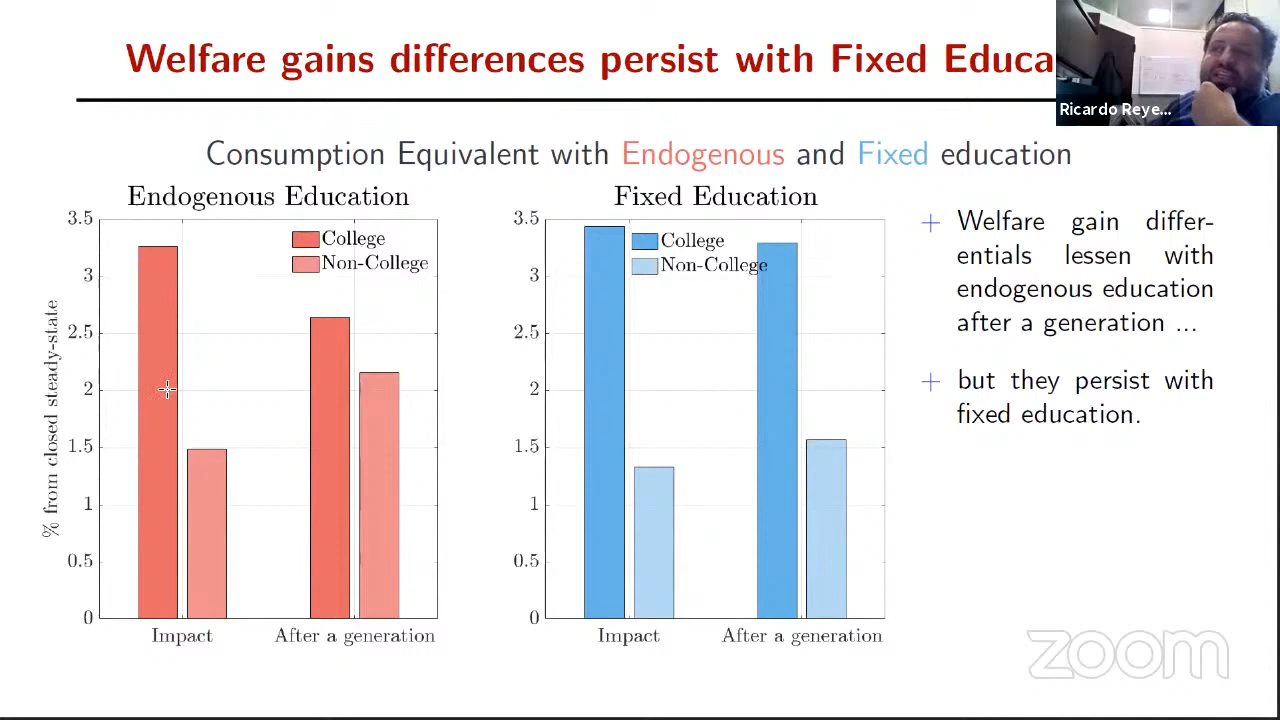 Welfare gains differences persist with Fixed Educa
Ricardo Reye...
Consumption Equivalent with Endogenous and Fixed education
Endogenous Education
3.5
3
2.5
2
1.5
1
0.5
0
% from closed steady-state
College
Non-College
Impact
After a generation
Fixed Education
3.5
3
2.5
2
1.5
1
0.5
0
College
Non-College
Impact
After a generation
+ Welfare gain differ-
entials lessen with
endogenous education
after a generation ...
+ but they persist with
fixed education.
zoom